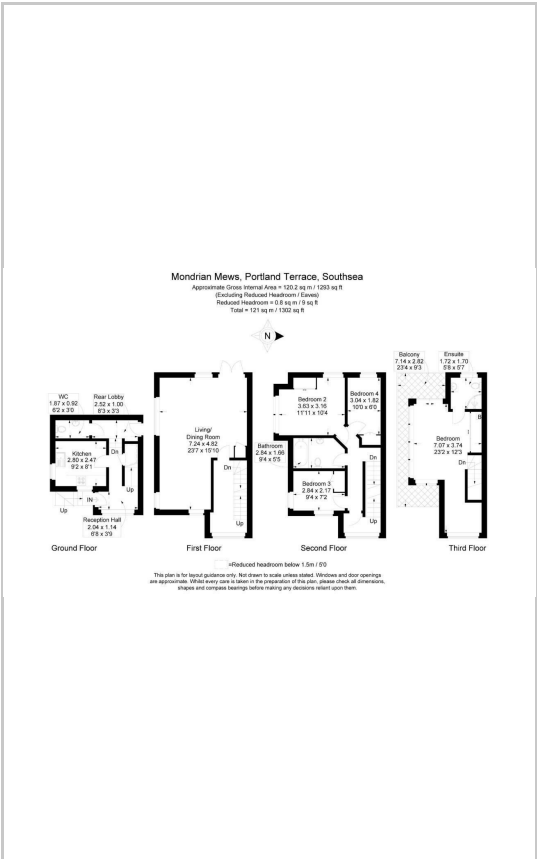 Mondrian Mews, Portland Terrace, Southsea
Approximate Gross Internal Area = 120.2 sq m / 1293 sq ft
(Excluding Reduced Headroom / Eaves)
Reduced Headroom = 0.8 sq m / 9 sq ft
Total = 121 sq m / 1302 sq ft
N
WC
1.87 x 0.92
6'2 x 3'0
Rear Lobby
2.52 x 1.00
8'3 x 3'3
Kitchen
2.80 x 2.47
9'2 x 8'1
Dn
Up
IN
Up
Reception Hall
2.04 x 1.14
6'8 x 3'9
Ground Floor
Living/
Dining Room
7.24 x 4.82
23'7 x 15'10
Dn
Up
First Floor
Bedroom 2
3.63 x 3.16
11'11 x 10'4
Bedroom 4
3.04 x 1.82
10'0 x 6'0
Bathroom
2.84 x 1.66
9'4 x 5'5
Bedroom 3
2.84 x 2.17
9'4 x 7'2
Dn
Up
Second Floor
Balcony
7.14 x 2.82
23'4 x 9'3
Ensuite
1.72 x 1.70
5'8 x 5'7
B
Bedroom
7.07 x 3.74
23'2 x 12'3
Dn
Third Floor
=Reduced headroom below 1.5m / 5'0
This plan is for layout guidance only. Not drawn to scale unless stated. Windows and door openings
are approximate. Whilst every care is taken in the preparation of this plan, please check all dimensions,
shapes and compass bearings before making any decisions reliant upon them.